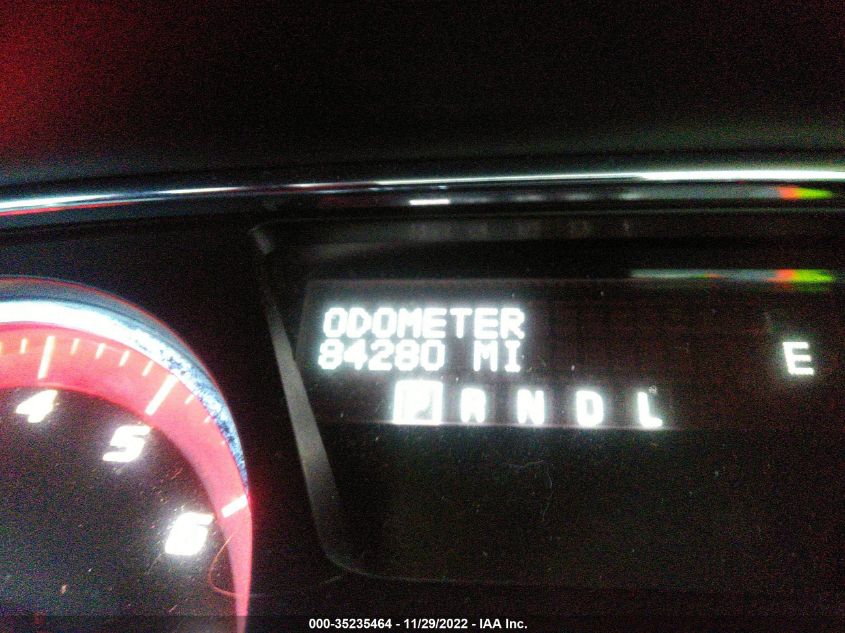 ODOMETER
84280 MI
E
P R N D L
4
5
6
000-35235464 - 11/29/2022 - IAA Inc.